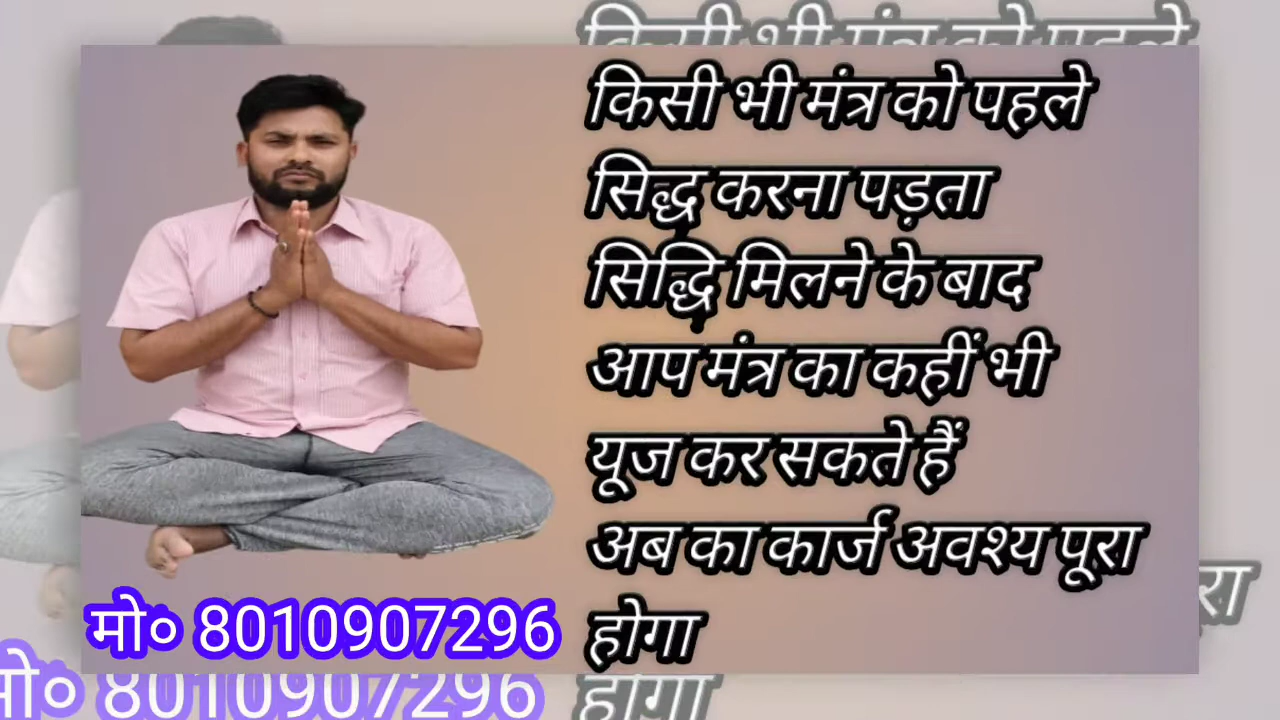 किसी भी मंत्र को पहले
सिद्ध करना पड़ता
सिद्धि मिलने के बाद
आप मंत्र का कहीं भी
यूज कर सकते हैं
अब का कार्ज अवश्य पूरा
होगा
मो० 8010907296